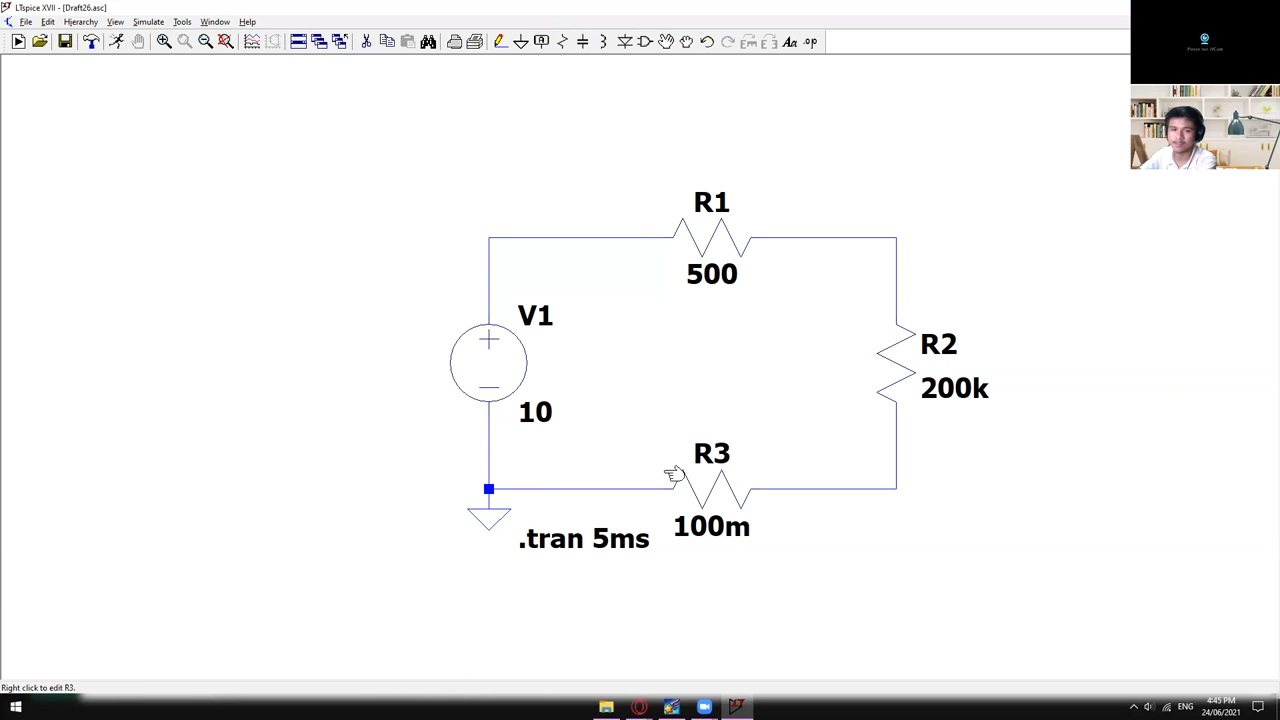 LTspice XVII - [Draft26.asc]
File Edit Hierarchy View Simulate Tools Window Help
.op
R1
500
V1
10
R2
200k
R3
100m
.tran 5ms
Right click to edit R3.
ENG
4:45 PM
24/06/2021